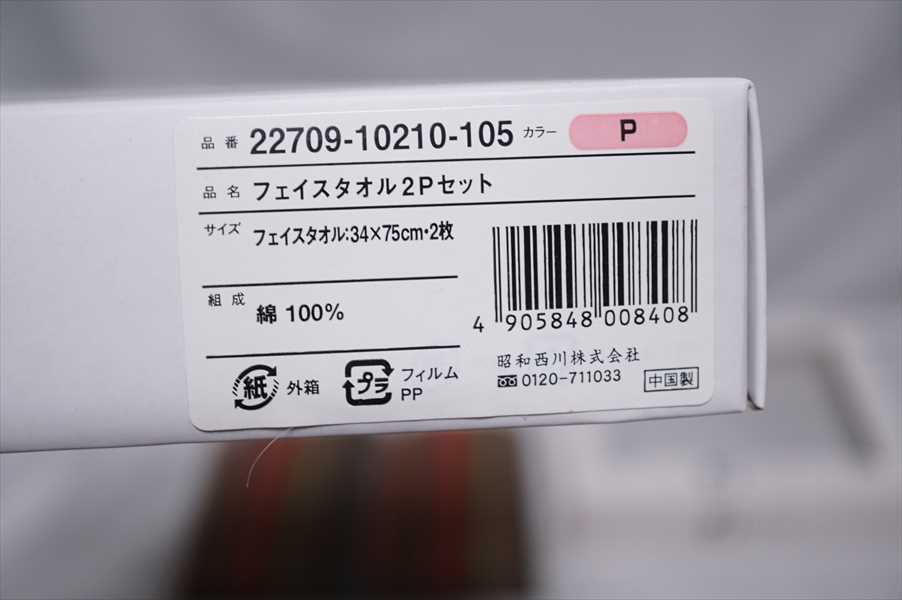 品番 22709-10210-105 カラー P
品名 フェイスタオル2Pセット
サイズ フェイスタオル:34×75cm・2枚
組成 綿 100%
4 905848 008408
昭和西川株式会社
0120-711033
中国製
紙 外箱
プラ フィルム
PP